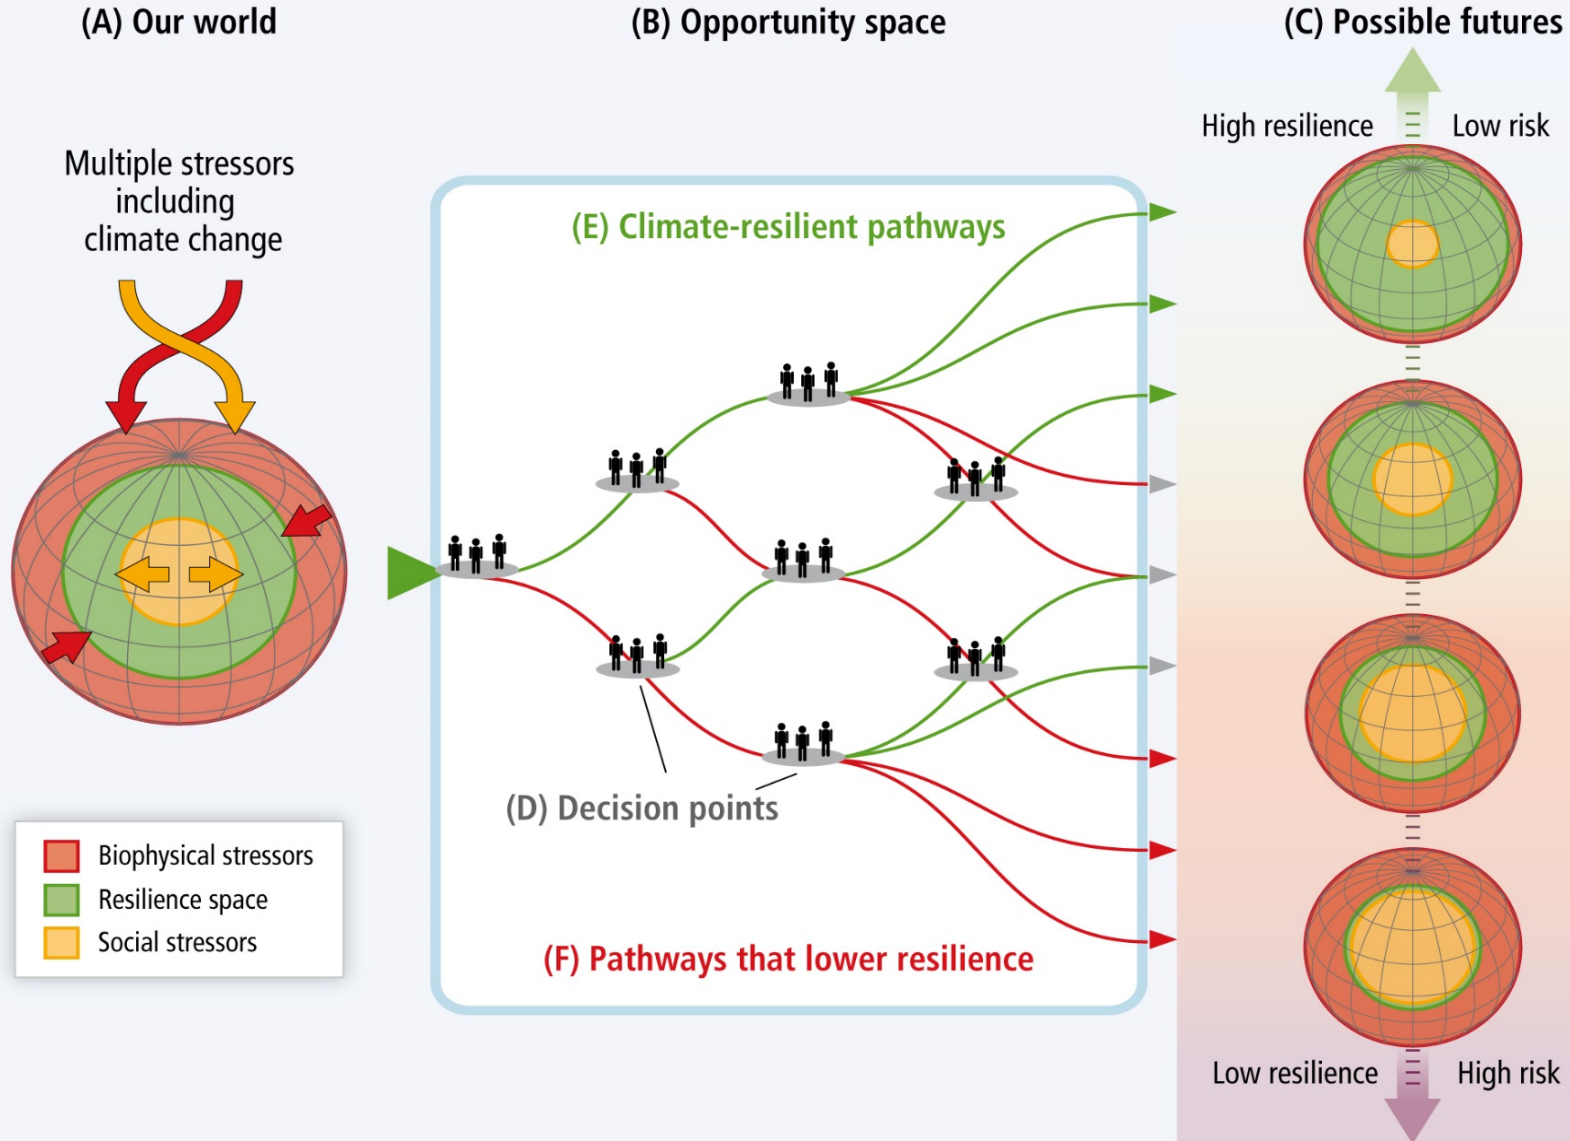 (A) Our world
(B) Opportunity space
(C) Possible futures
Multiple stressors
including
climate change
Biophysical stressors
Resilience space
Social stressors
(E) Climate-resilient pathways
(D) Decision points
(F) Pathways that lower resilience
High resilience
Low risk
Low resilience
High risk